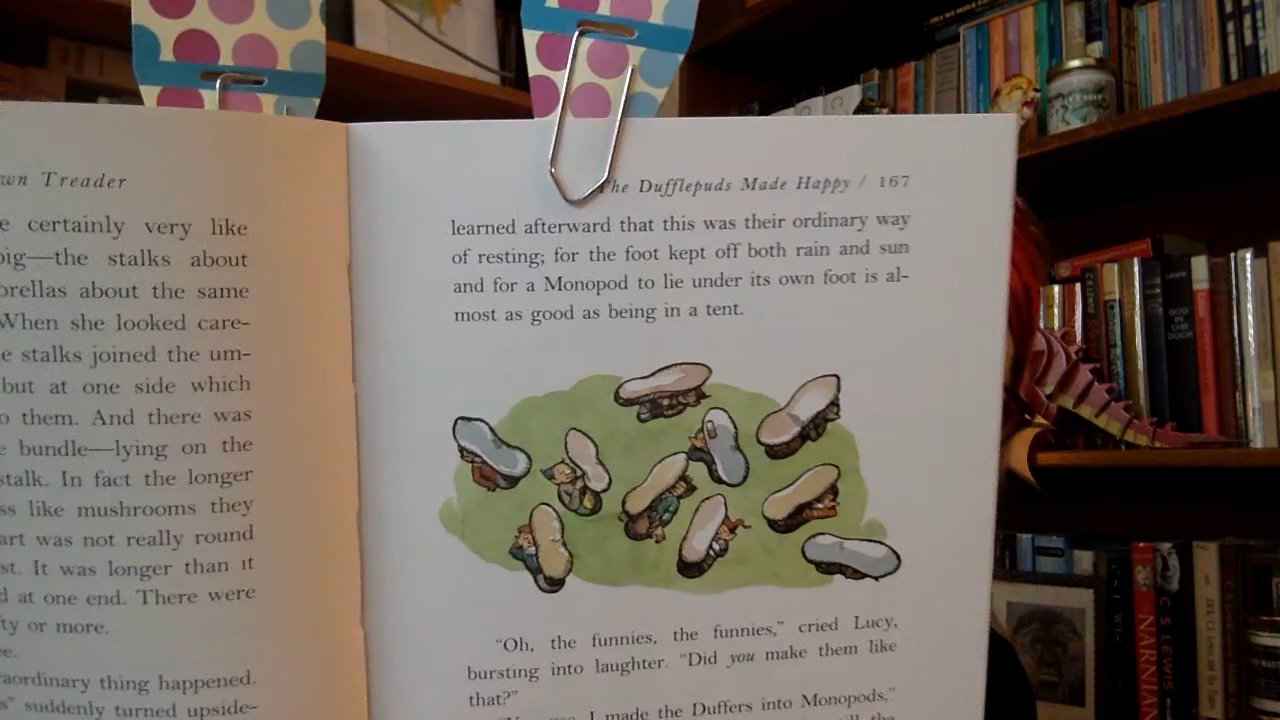 wn Treader
e certainly very like
big—the stalks about
brellas about the same
When she looked care-
e stalks joined the um-
but at one side which
o them. And there was
e bundle—lying on the
stalk. In fact the longer
ss like mushrooms they
art was not really round
st. It was longer than it
d at one end. There were
ty or more.
e.
raordinary thing happened.
s" suddenly turned upside-
The Dufflepuds Made Happy / 167
learned afterward that this was their ordinary way
of resting; for the foot kept off both rain and sun
and for a Monopod to lie under its own foot is al-
most as good as being in a tent.
"Oh, the funnies, the funnies," cried Lucy,
bursting into laughter. "Did you make them like
that?"
I made the Duffers into Monopods,"
GOD
IN THE
DOCK
C S LEWIS
NARNIAN